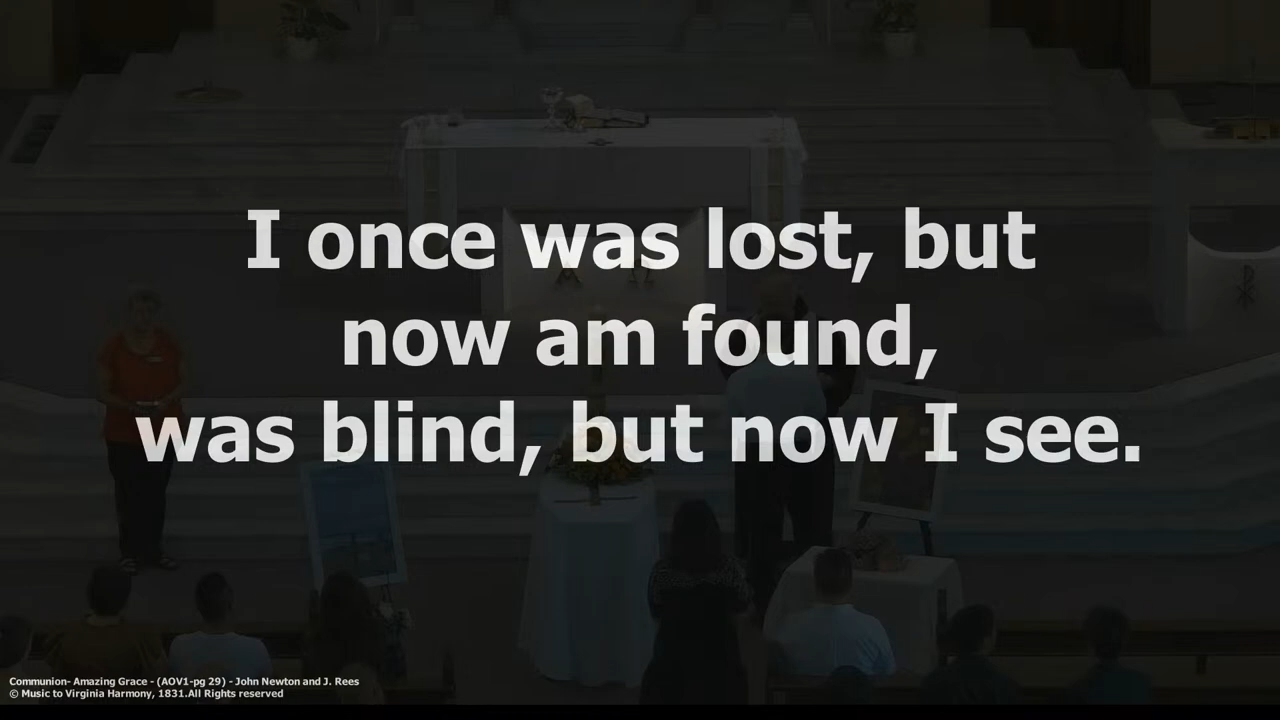 I once was lost, but
now am found,
was blind, but now I see.
Communion- Amazing Grace - (AOV1-pg 29) - John Newton and J. Rees
© Music to Virginia Harmony, 1831.All Rights reserved